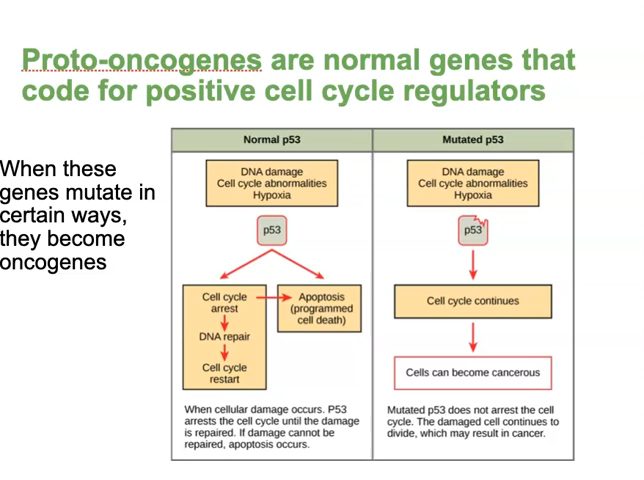 Proto-oncogenes are normal genes that
code for positive cell cycle regulators
When these
genes mutate in
certain ways,
they become
oncogenes
Normal p53
DNA damage
Cell cycle abnormalities
Hypoxia
p53
Cell cycle
arrest
DNA repair
Cell cycle
restart
Apoptosis
(programmed
cell death)
When cellular damage occurs. P53
arrests the cell cycle until the damage
is repaired. If damage cannot be
repaired, apoptosis occurs.
Mutated p53
DNA damage
Cell cycle abnormalities
Hypoxia
p53
Cell cycle continues
Cells can become cancerous
Mutated p53 does not arrest the cell
cycle. The damaged cell continues to
divide, which may result in cancer.